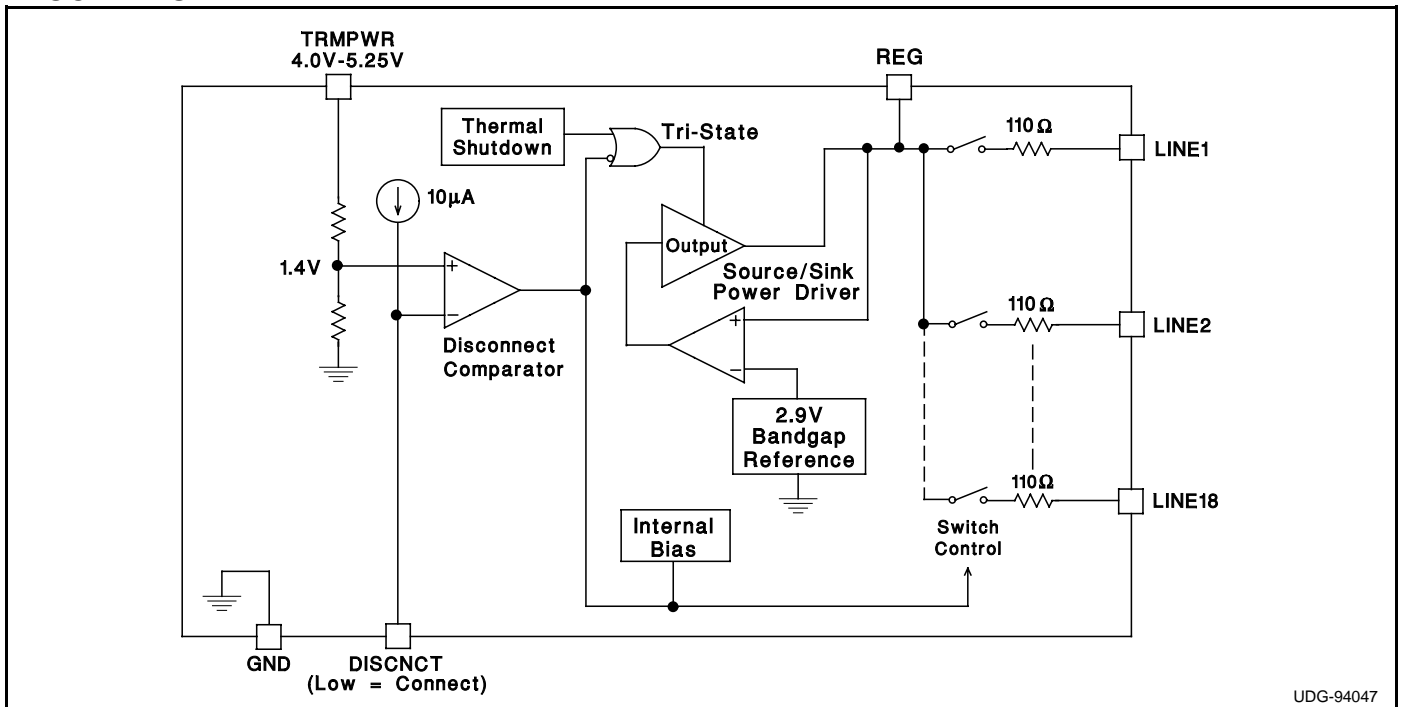 TRMPWR
4.0V-5.25V
REG
Thermal
Shutdown
Tri-State
110Ω
LINE1
10µA
Output
1.4V
Source/Sink
Power Driver
110Ω
LINE2
Disconnect
Comparator
2.9V
Bandgap
Reference
110Ω
LINE18
Internal
Bias
Switch
Control
GND
DISCNCT
(Low = Connect)
UDG-94047